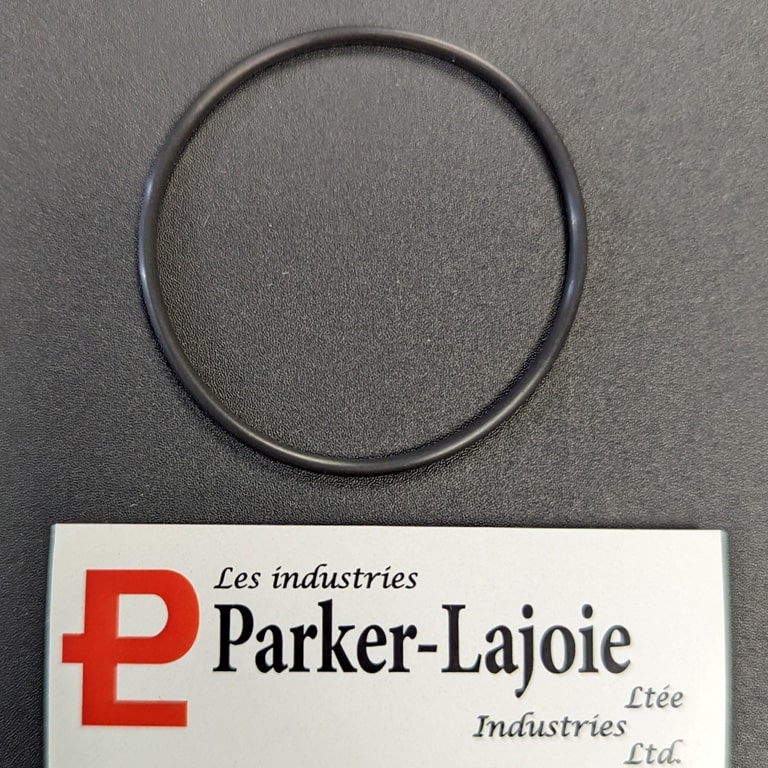 Les industries
Parker-Lajoie
Ltée
Industries
Ltd.